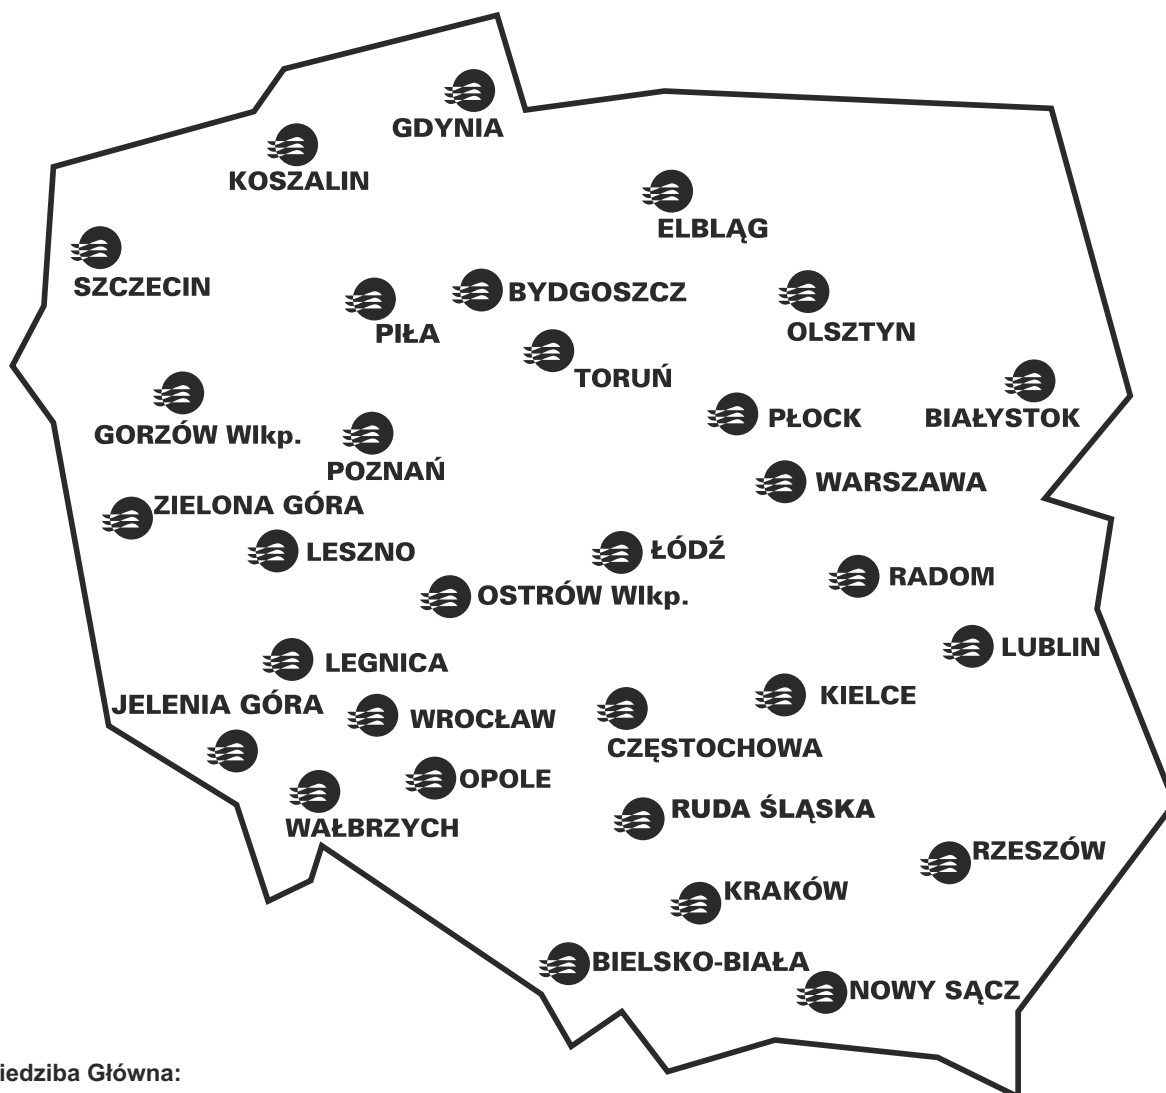 GDYNIA
KOSZALIN
ELBLĄG
SZCZECIN
BYDGOSZCZ
PIŁA
OLSZTYN
TORUŃ
PŁOCK
BIAŁYSTOK
GORZÓW Wlkp.
POZNAŃ
WARSZAWA
ZIELONA GÓRA
LESZNO
ŁÓDŹ
RADOM
OSTRÓW Wlkp.
LUBLIN
LEGNICA
KIELCE
JELENIA GÓRA
WROCŁAW
CZĘSTOCHOWA
OPOLE
RUDA ŚLĄSKA
WAŁBRZYCH
RZESZÓW
KRAKÓW
BIELSKO-BIAŁA
NOWY SĄCZ
iedziba Główna: